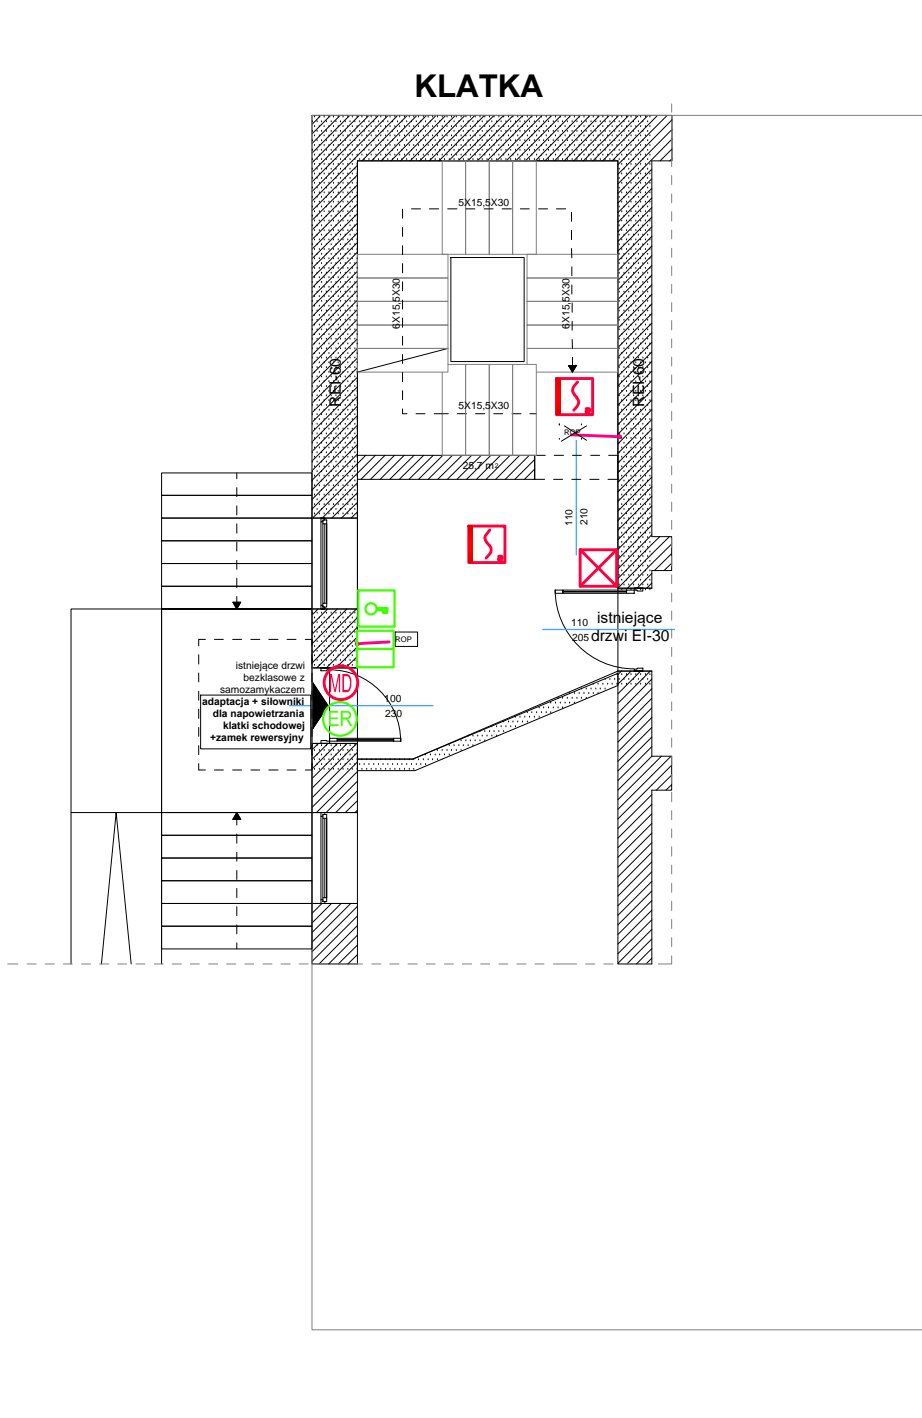 KLATKA
5X15,5X30
6X15,5X30
6X15,5X30
REI-60
REI-60
5X15,5X30
ROP
25,7 m²
110
210
istniejące
drzwi EI-30
110
205
ROP
istniejące drzwi
bezklasowe z
samozamykaczem
adaptacja + siłowniki
dla napowietrzania
klatki schodowej
+zamek rewersyjny
MD
ER
100
230